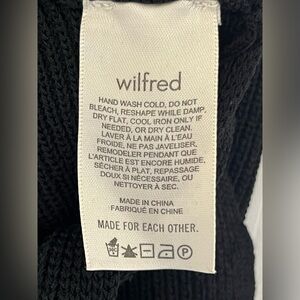 wilfred
HAND WASH COLD, DO NOT
BLEACH, RESHAPE WHILE DAMP,
DRY FLAT, COOL IRON ONLY IF
NEEDED, OR DRY CLEAN.
LAVER À LA MAIN À L'EAU
FROIDE, NE PAS JAVELISER,
REMODELER PENDANT QUE
L'ARTICLE EST ENCORE HUMIDE,
SÉCHER À PLAT, REPASSAGE
DOUX SI NÉCESSAIRE, OU
NETTOYER À SEC.
MADE IN CHINA
FABRIQUÉ EN CHINE
MADE FOR EACH OTHER.
P